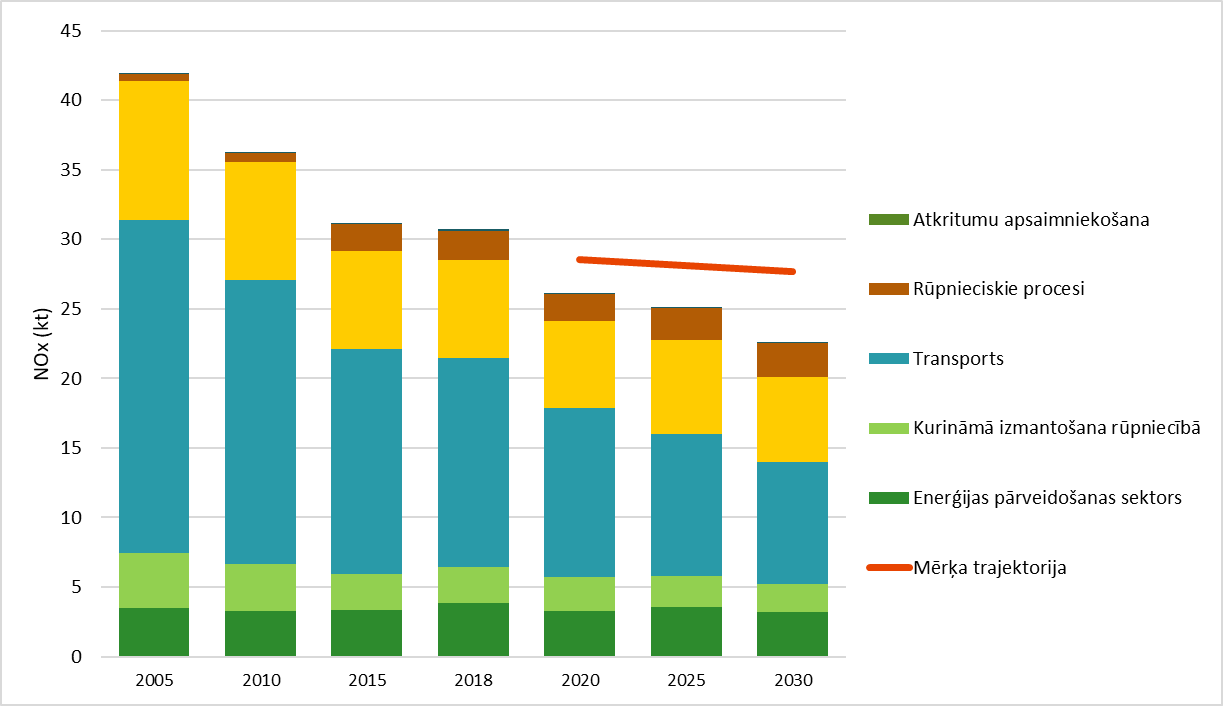 45
40
35
30
25
20
15
10
5
0
NOx (kt)
2005 2010 2015 2018 2020 2025 2030
Atkritumu apsaimniekošana
Rūpnieciskie procesi
Transports
Kurināmā izmantošana rūpniecībā
Enerģijas pārveidošanas sektors
Mērķa trajektorija